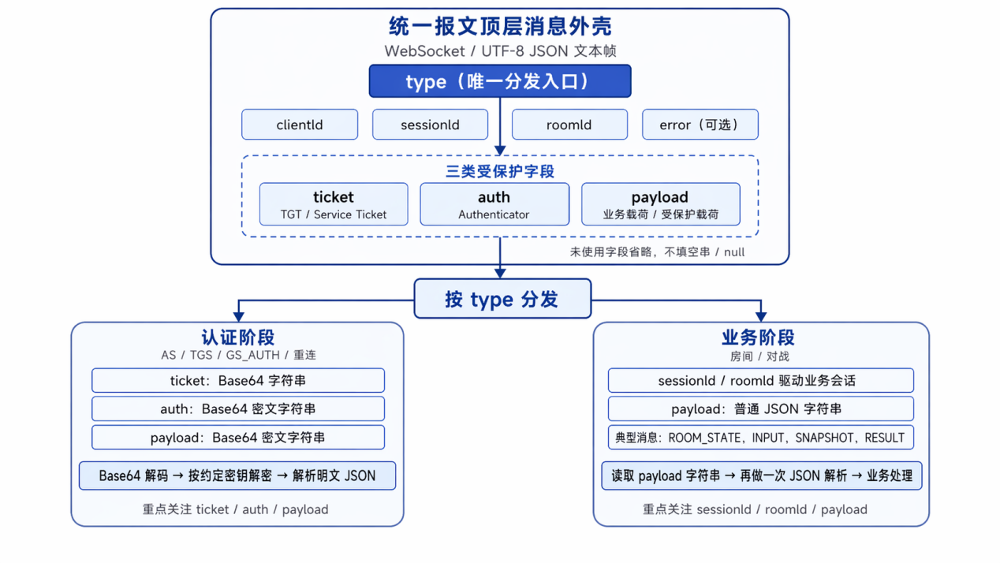 统一报文顶层消息外壳
WebSocket / UTF-8 JSON 文本帧
type（唯一分发入口）
clientId
sessionId
roomId
error（可选）
三类受保护字段
ticket
TGT / Service Ticket
auth
Authenticator
payload
业务载荷 / 受保护载荷
未使用字段省略，不填空串 / null
按 type 分发
认证阶段
AS / TGS / GS_AUTH / 重连
ticket：Base64 字符串
auth：Base64 密文字符串
payload：Base64 密文字符串
Base64 解码 → 按约定密钥解密 → 解析明文 JSON
重点关注 ticket / auth / payload
业务阶段
房间 / 对战
sessionId / roomId 驱动业务会话
payload：普通 JSON 字符串
典型消息：ROOM_STATE，INPUT，SNAPSHOT，RESULT
读取 payload 字符串 → 再做一次 JSON 解析 → 业务处理
重点关注 sessionId / roomId / payload